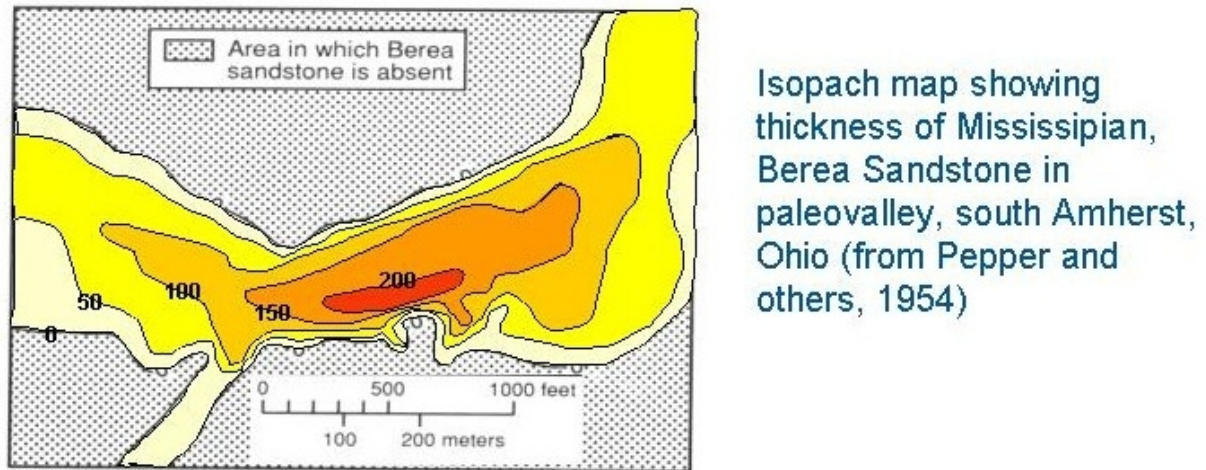 Area in which Berea
sandstone is absent
200
100
50
150
0
0 500 1000 feet
100 200 meters
Isopach map showing
thickness of Mississipian,
Berea Sandstone in
paleovalley, south Amherst,
Ohio (from Pepper and
others, 1954)